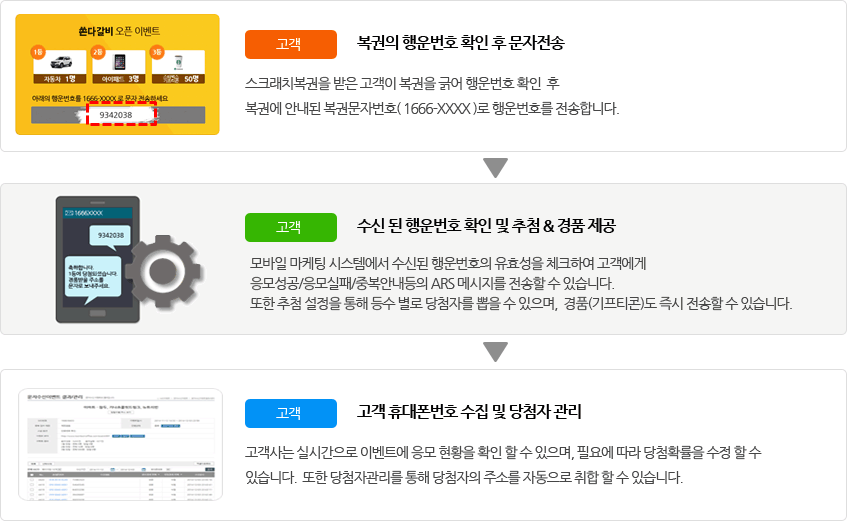 쏜다갈비 오픈 이벤트
1등
2등
3등
자동차 1명
아이패드 3명
50명
아래의 행운번호를 1666-XXXX 로 문자 전송하세요
9342038
고객
복권의 행운번호 확인 후 문자전송
스크래치복권을 받은 고객이 복권을 긁어 행운번호 확인 후
복권에 안내된 복권문자번호( 1666-XXXX )로 행운번호를 전송합니다.
1666XXXX
9342038
축하합니다.
1등에 당첨되셨습니다.
경품받을 주소를
문자로 보내주세요.
고객
수신 된 행운번호 확인 및 추첨 & 경품 제공
모바일 마케팅 시스템에서 수신된 행운번호의 유효성을 체크하여 고객에게
응모성공/응모실패/중복안내등의 ARS 메시지를 전송할 수 있습니다.
또한 추첨 설정을 통해 등수 별로 당첨자를 뽑을 수 있으며, 경품(기프티콘)도 즉시 전송할 수 있습니다.
문자수신이벤트 결과/관리
고객
고객 휴대폰번호 수집 및 당첨자 관리
고객사는 실시간으로 이벤트에 응모 현황을 확인 할 수 있으며, 필요에 따라 당첨확률을 수정 할 수
있습니다. 또한 당첨자관리를 통해 당첨자의 주소를 자동으로 취합 할 수 있습니다.